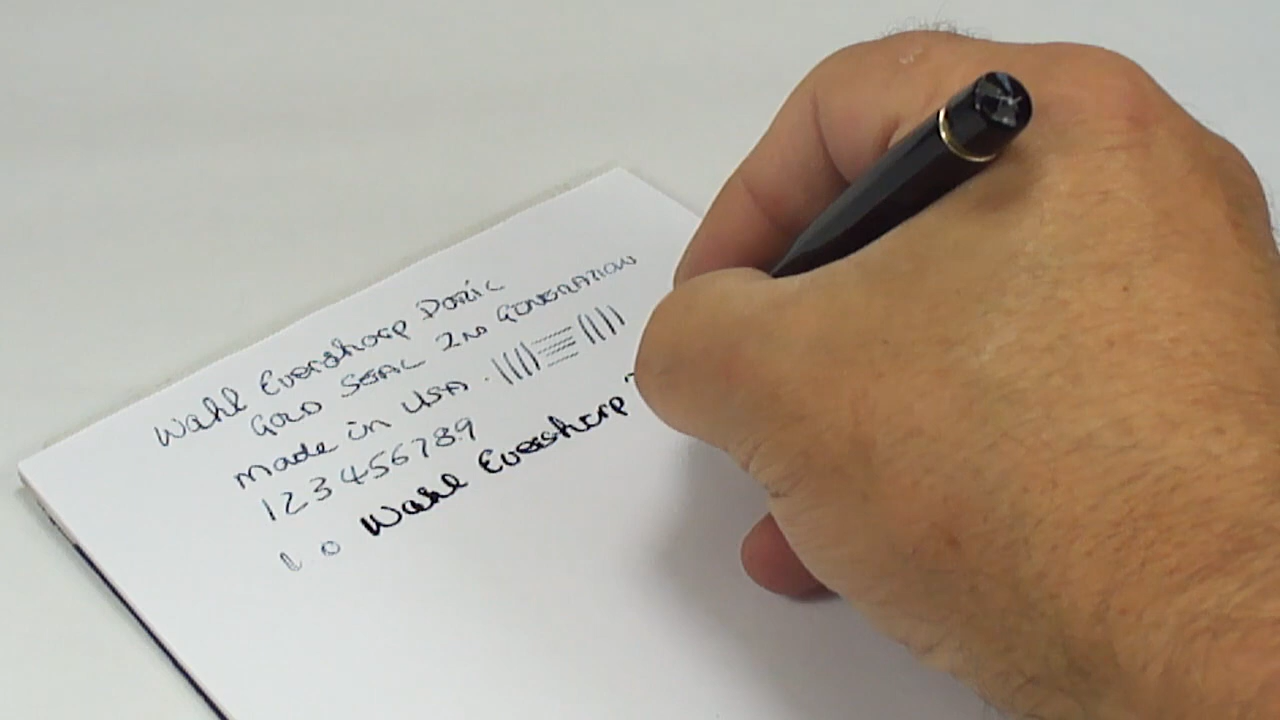 Wahl Eversharp Doric
GOLD SEAL 2ND GENERATION
Made in USA.
123456789
Wahl Eversharp